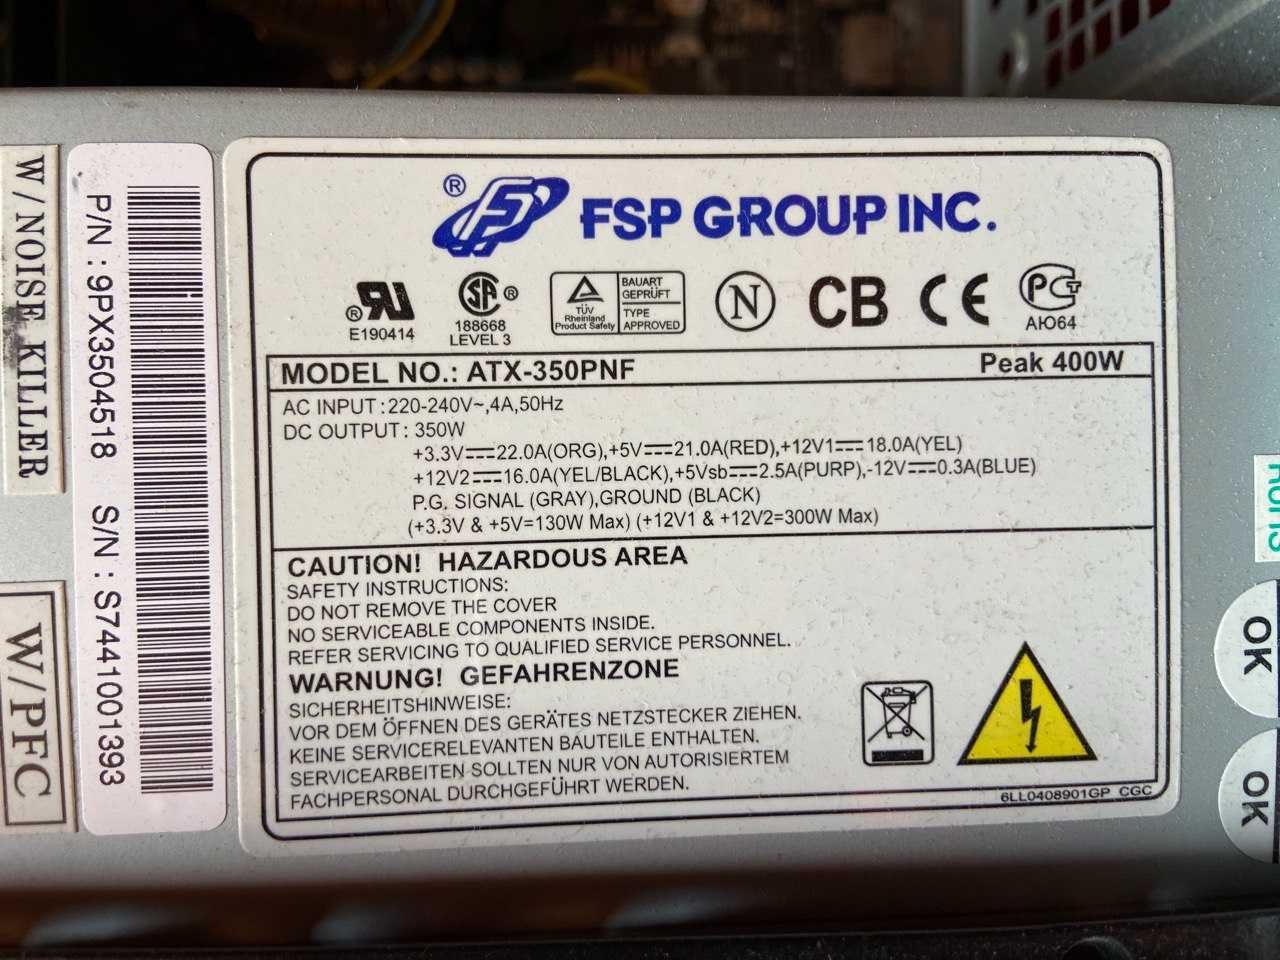 W/NOISE KILLER
W/PFC
P/N : 9PX3504518 S/N : S7441001393
® FSP GROUP INC.
®
E190414
SA ®
188668
LEVEL 3
TÜV
Rheinland
Product Safety
BAUART
GEPRÜFT
TYPE
APPROVED
N
CB
CE
АЮ64
MODEL NO.: ATX-350PNF Peak 400W
AC INPUT : 220-240V~,4A,50Hz
DC OUTPUT : 350W
+3.3V⎓22.0A(ORG),+5V⎓21.0A(RED),+12V1⎓18.0A(YEL)
+12V2⎓16.0A(YEL/BLACK),+5Vsb⎓2.5A(PURP),-12V⎓0.3A(BLUE)
P.G. SIGNAL (GRAY),GROUND (BLACK)
(+3.3V & +5V=130W Max) (+12V1 & +12V2=300W Max)
CAUTION! HAZARDOUS AREA
SAFETY INSTRUCTIONS:
DO NOT REMOVE THE COVER
NO SERVICEABLE COMPONENTS INSIDE.
REFER SERVICING TO QUALIFIED SERVICE PERSONNEL.
WARNUNG! GEFAHRENZONE
SICHERHEITSHINWEISE:
VOR DEM ÖFFNEN DES GERÄTES NETZSTECKER ZIEHEN.
KEINE SERVICERELEVANTEN BAUTEILE ENTHALTEN.
SERVICEARBEITEN SOLLTEN NUR VON AUTORISIERTEM
FACHPERSONAL DURCHGEFÜHRT WERDEN.
6LL0408901GP CGC
RoHS
OK
OK